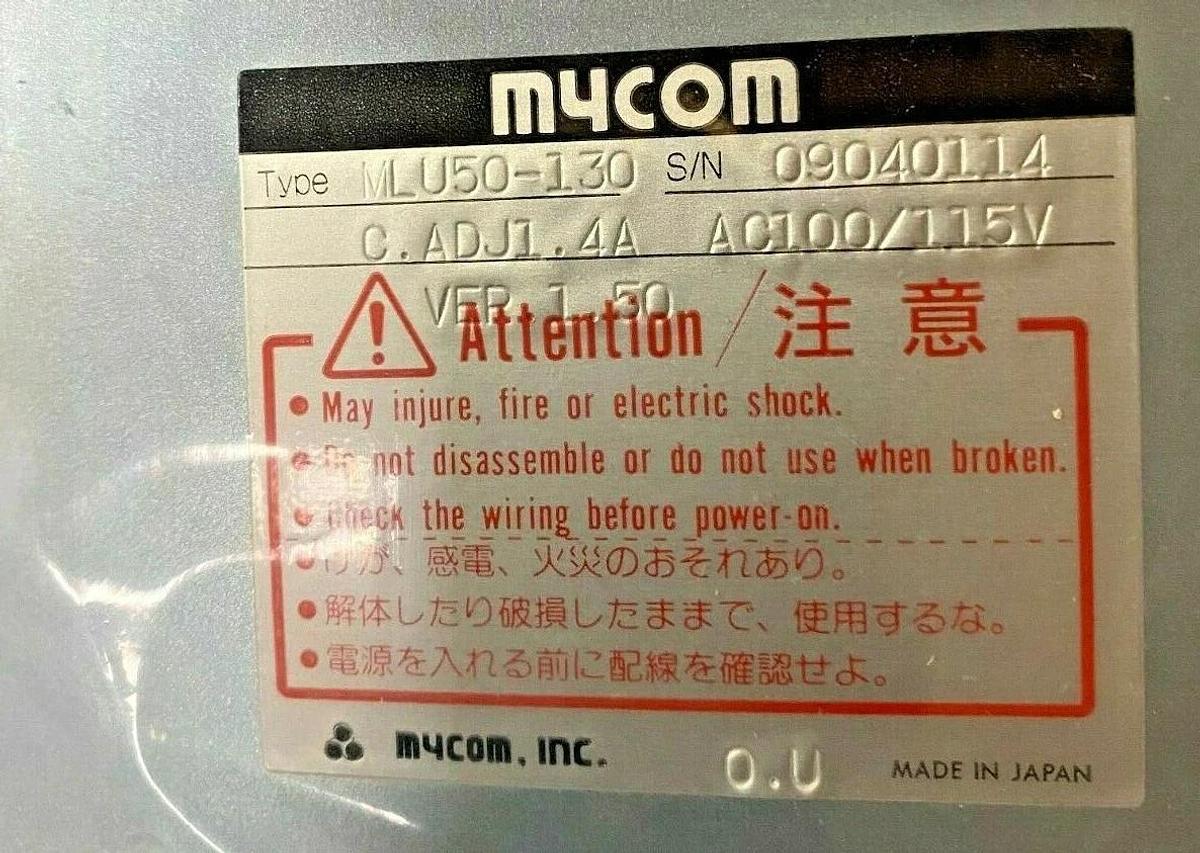 mycom
Type MLU50-130 S/N 09040114
C.ADJ1.4A AC100/115V
VER.1.50
Attention / 注意
● May injure, fire or electric shock.
● Do not disassemble or do not use when broken.
● Check the wiring before power-on.
● けが、感電、火災のおそれあり。
● 解体したり破損したままで、使用するな。
● 電源を入れる前に配線を確認せよ。
mycom, INC. O.U MADE IN JAPAN